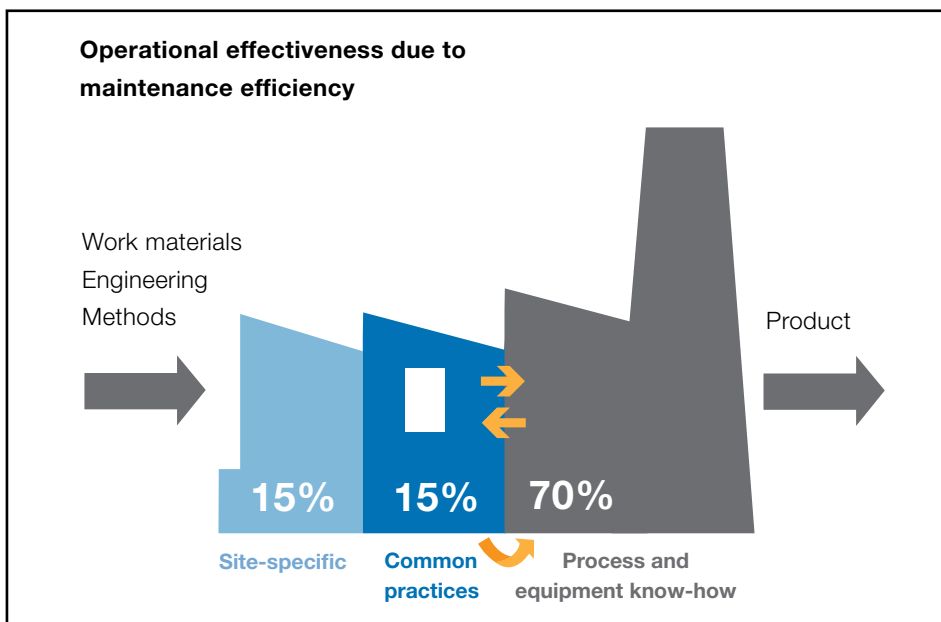 Operational effectiveness due to
maintenance efficiency
Work materials
Engineering
Methods
Product
15%
15%
70%
Site-specific
Common
practices
Process and
equipment know-how